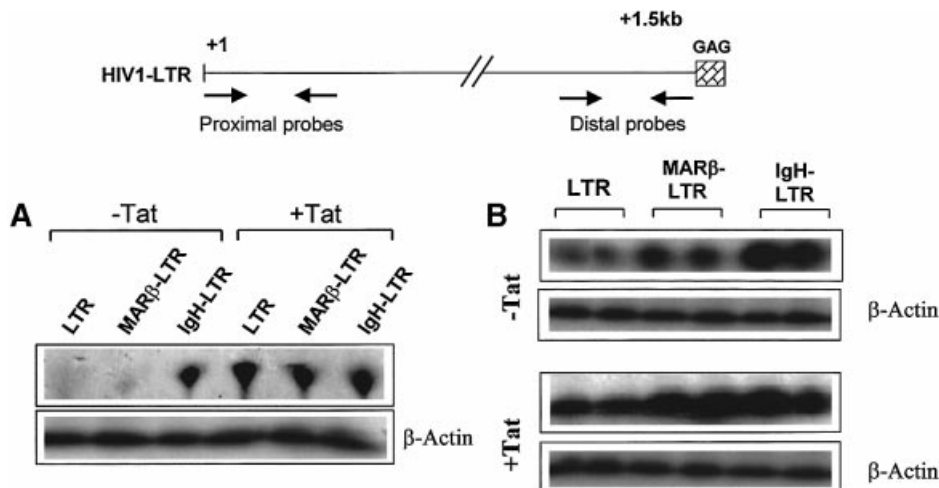 +1
+1.5kb
GAG
HIV1-LTR
Proximal probes
Distal probes
A
-Tat
+Tat
LTR
MARβ-LTR
IgH-LTR
LTR
MARβ-LTR
IgH-LTR
β-Actin
B
LTR
MARβ-
LTR
IgH-
LTR
-Tat
β-Actin
+Tat
β-Actin